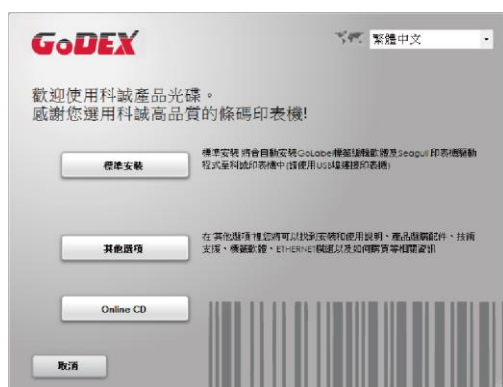 GoDEX
繁體中文
歡迎使用科誠產品光碟。
感謝您選用科誠高品質的條碼印表機!
標準安裝
標準安裝 將會自動安裝GoLabel標籤編輯軟體及Seagull 印表機驅動
程式至科誠印表機中(請使用USB埠連接印表機)
其他選項
在 其他選項 裡您將可以找到安裝和使用說明、產品選購配件、技術
支援、標籤軟體、ETHERNET模組以及如何購買等相關資訊
Online CD
取消